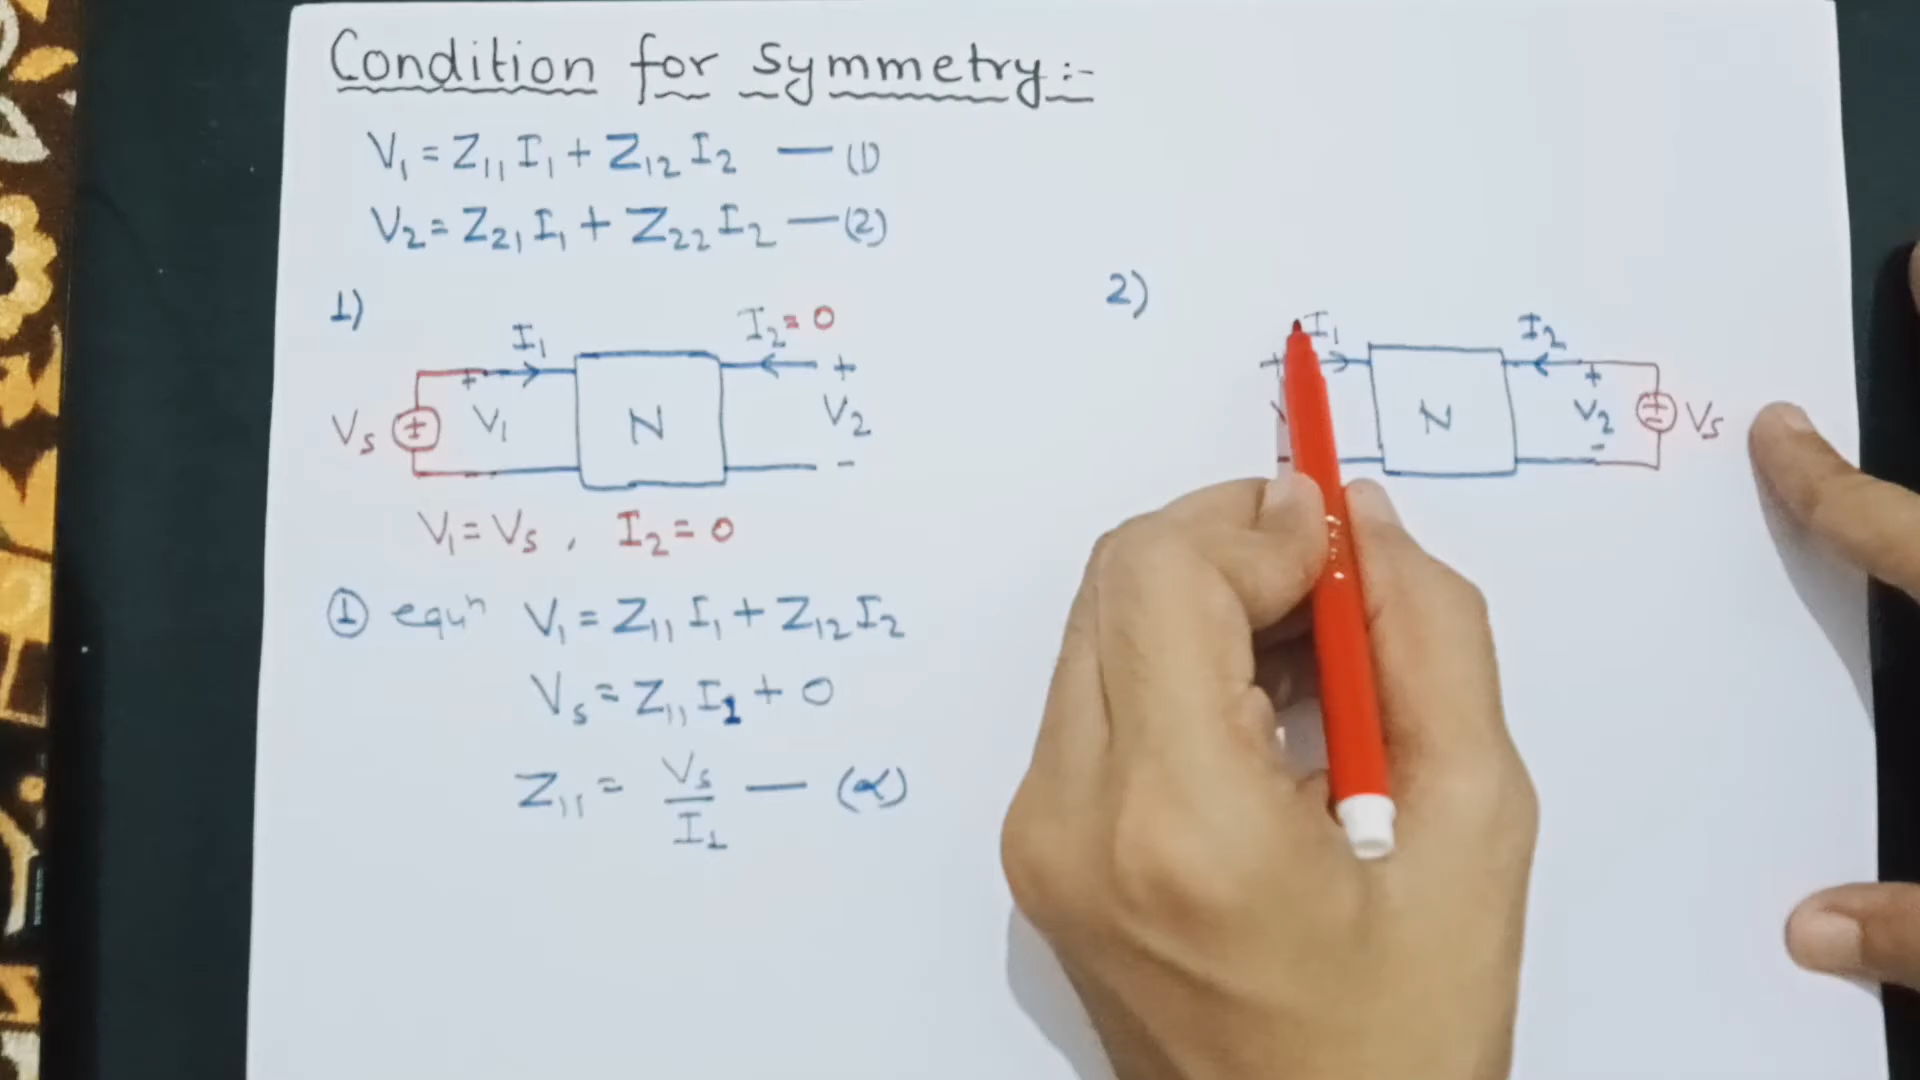 Condition for Symmetry:-
V₁ = Z₁₁ I₁ + Z₁₂ I₂ — (1)
V₂ = Z₂₁ I₁ + Z₂₂ I₂ — (2)
1)
I₁
I₂ = 0
+
+
Vs
+
V₁
N
V₂
-
V₁ = Vs , I₂ = 0
① equⁿ V₁ = Z₁₁ I₁ + Z₁₂ I₂
Vs = Z₁₁ I₁ + 0
Z₁₁ = Vs / I₁ — (α)
2)
I₁
I₂
+
+
N
V₂
+
-
Vs
-
-